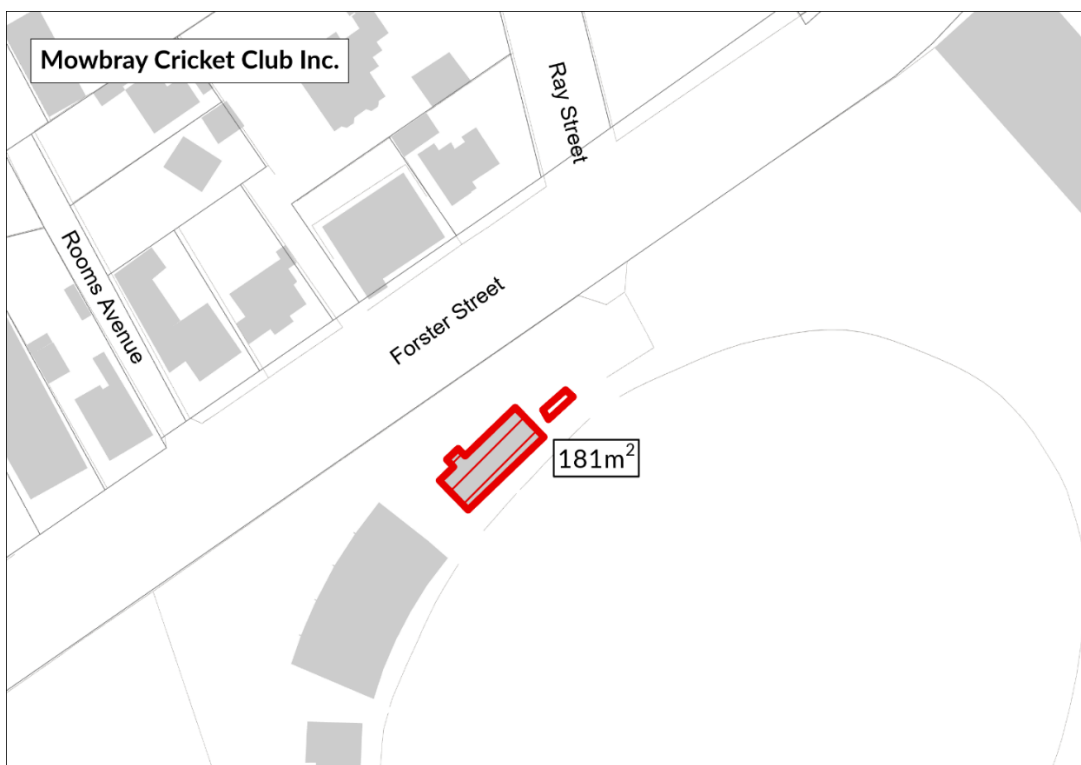 Mowbray Cricket Club Inc.
Ray Street
Rooms Avenue
Forster Street
181m²